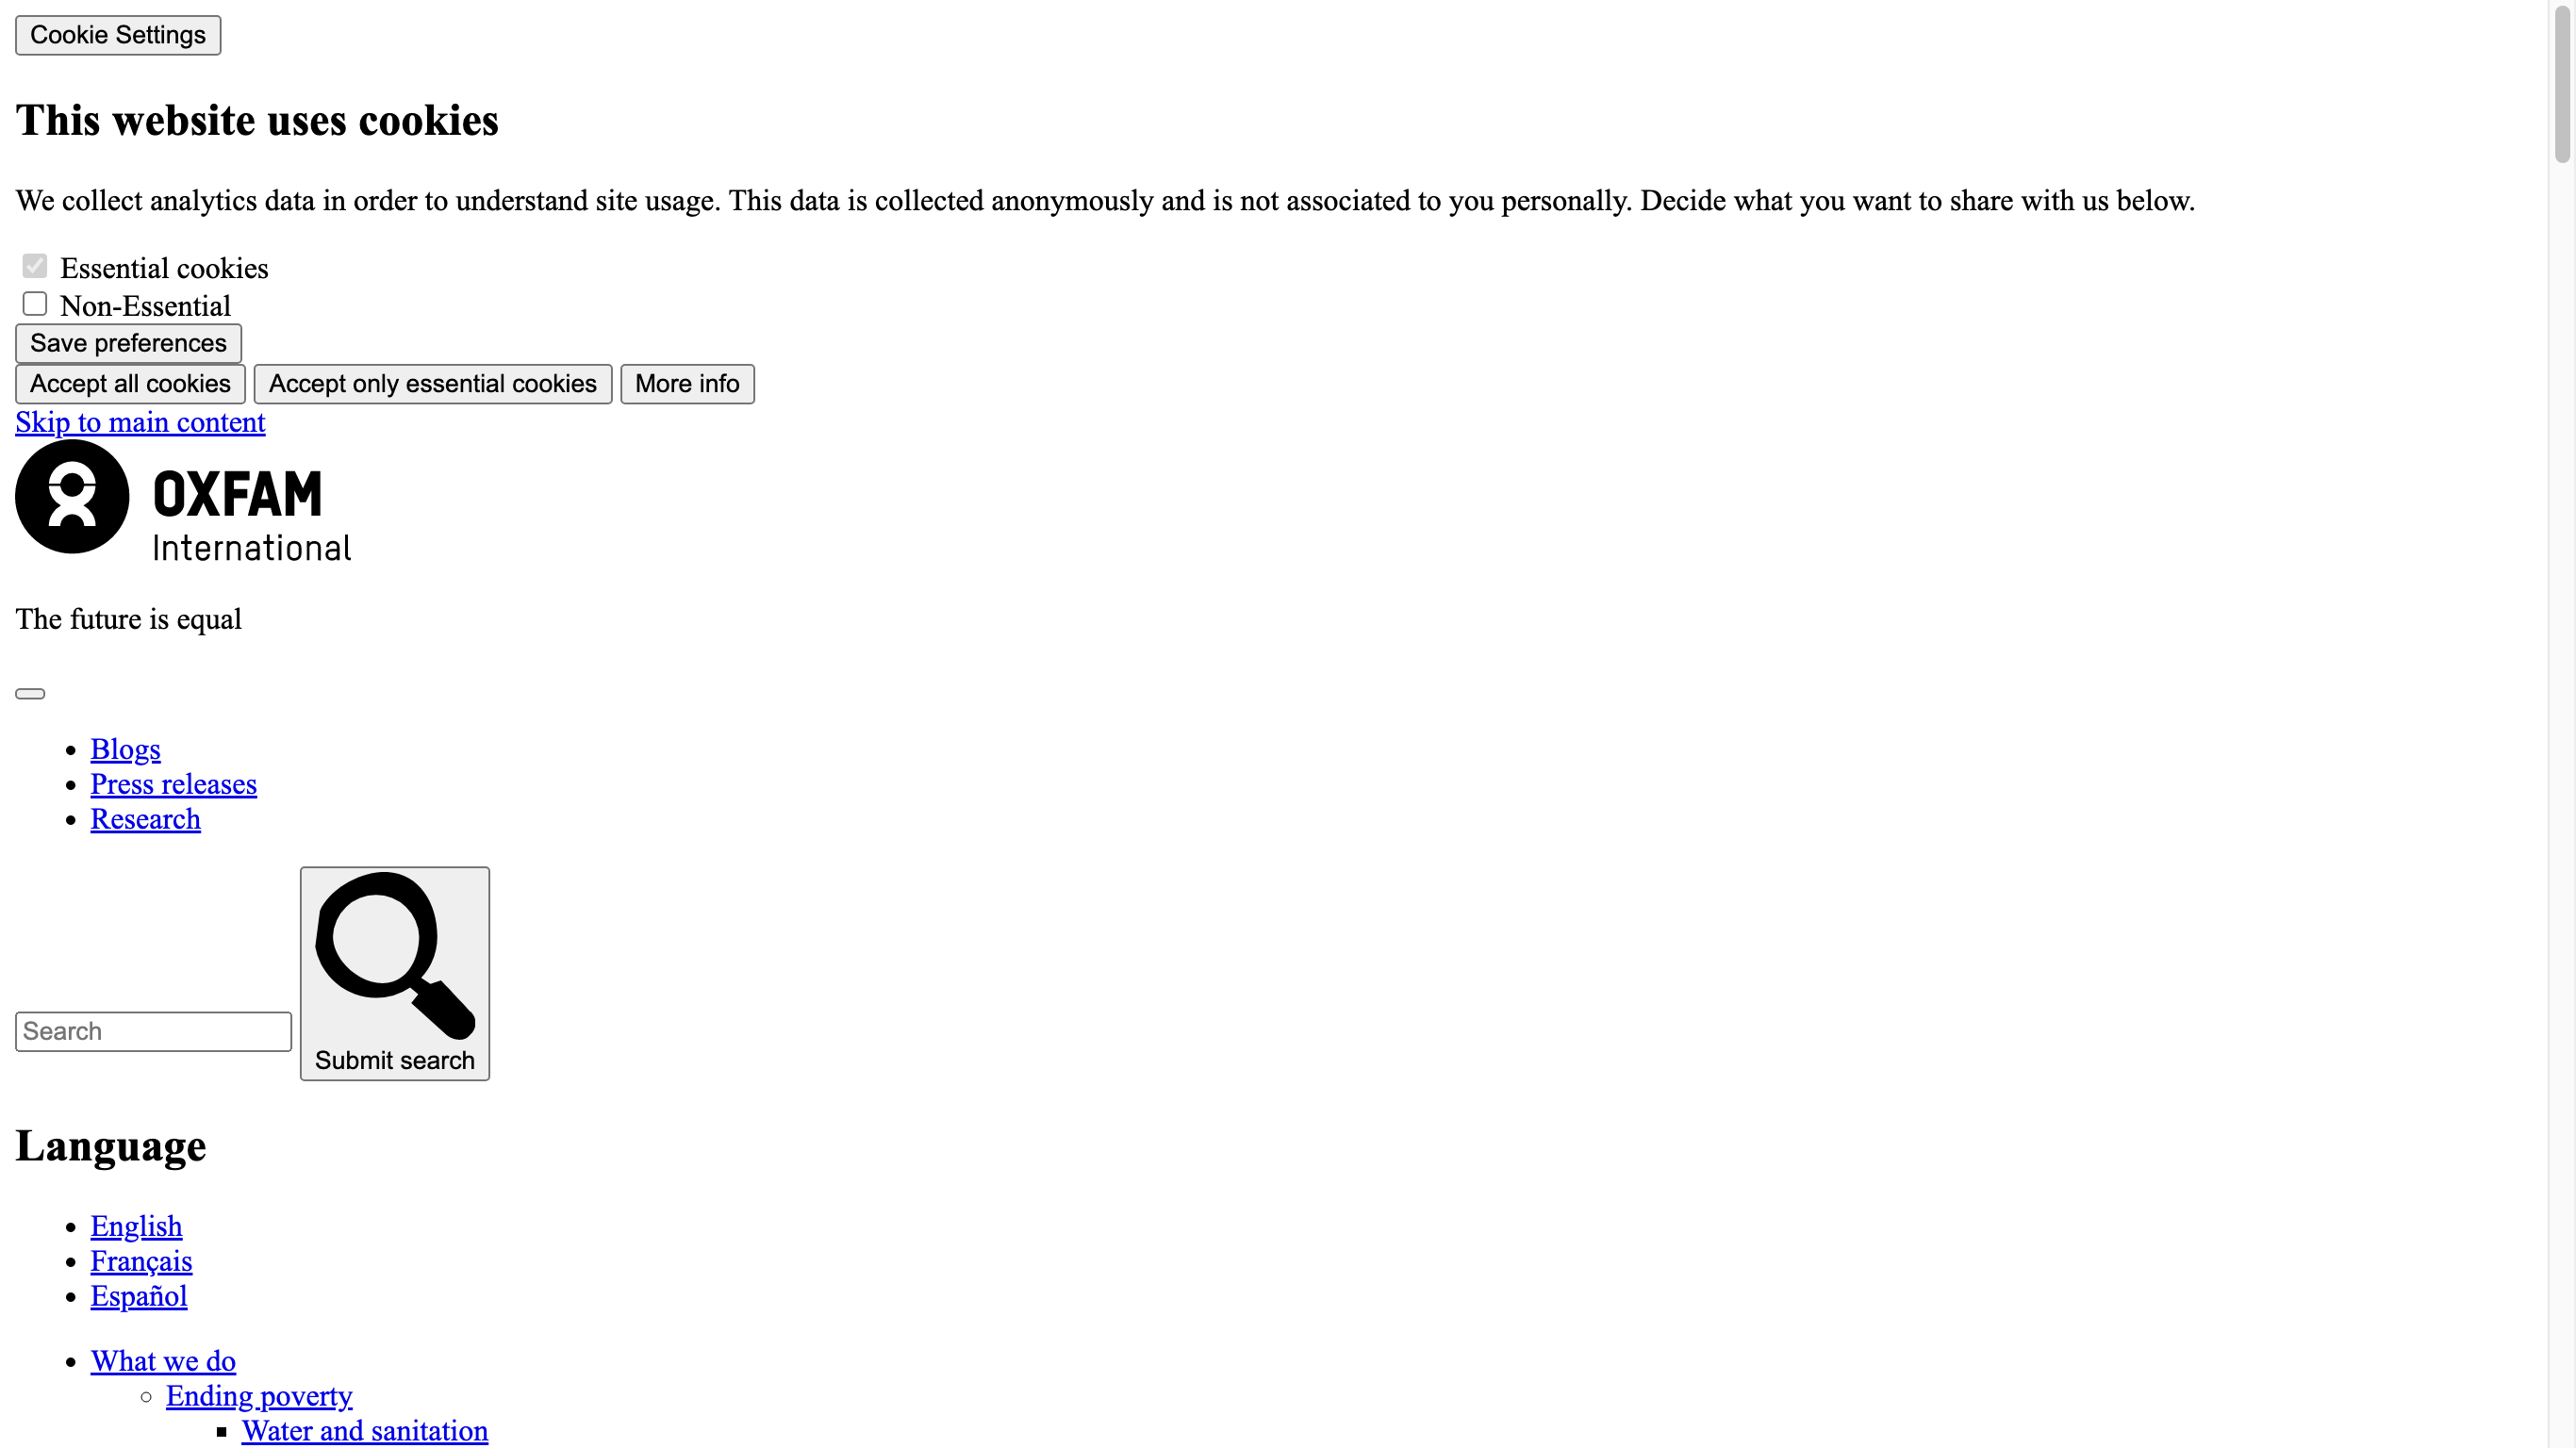 Cookie Settings
This website uses cookies
We collect analytics data in order to understand site usage. This data is collected anonymously and is not associated to you personally. Decide what you want to share with us below.
Essential cookies
Non-Essential
Save preferences
Accept all cookies Accept only essential cookies More info
Skip to main content
OXFAM
International
The future is equal
Blogs
Press releases
Research
Search
Submit search
Language
English
Français
Español
What we do
Ending poverty
Water and sanitation